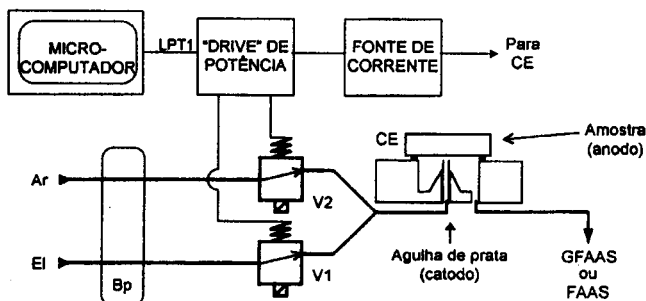 MICRO-
COMPUTADOR
LPT1
"DRIVE" DE
POTÊNCIA
FONTE DE
CORRENTE
Para
CE
CE
Amostra
(anodo)
Ar
V2
El
Bp
V1
Agulha de prata
(catodo)
GFAAS
ou
FAAS